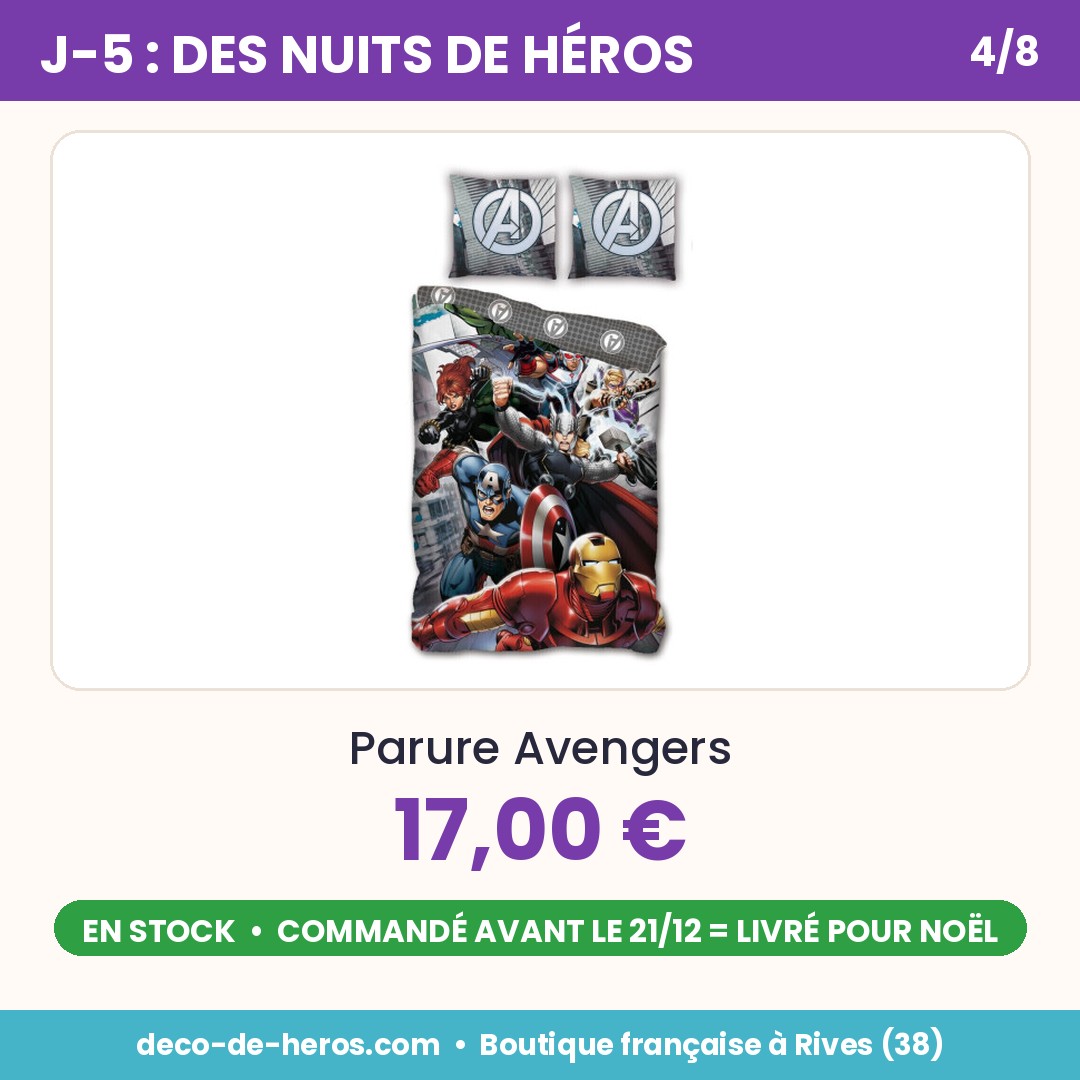 J-5 : DES NUITS DE HÉROS
4/8
Parure Avengers
17,00 €
EN STOCK • COMMANDÉ AVANT LE 21/12 = LIVRÉ POUR NOËL
deco-de-heros.com • Boutique française à Rives (38)